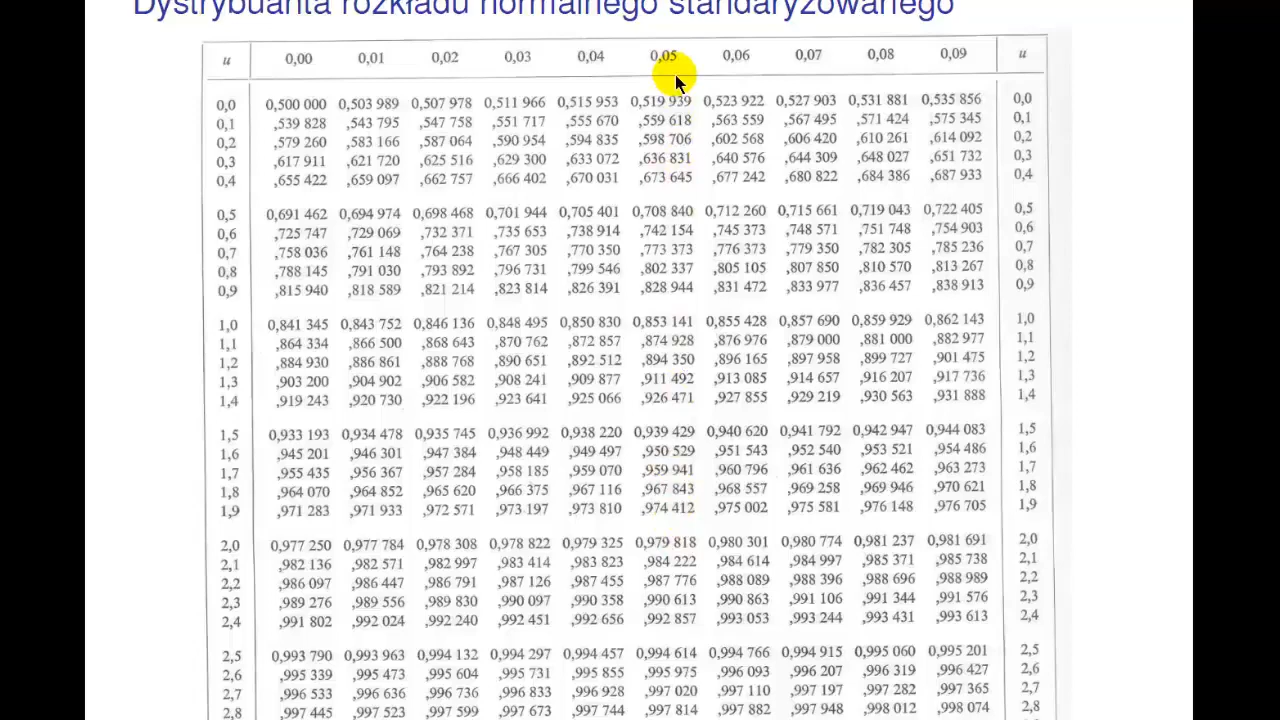 Dystrybuanta rozkładu normalnego standaryzowanego
u 0,00 0,01 0,02 0,03 0,04 0,05 0,06 0,07 0,08 0,09 u
0,0 0,500 000 0,503 989 0,507 978 0,511 966 0,515 953 0,519 939 0,523 922 0,527 903 0,531 881 0,535 856 0,0
0,1 ,539 828 ,543 795 ,547 758 ,551 717 ,555 670 ,559 618 ,563 559 ,567 495 ,571 424 ,575 345 0,1
0,2 ,579 260 ,583 166 ,587 064 ,590 954 ,594 835 ,598 706 ,602 568 ,606 420 ,610 261 ,614 092 0,2
0,3 ,617 911 ,621 720 ,625 516 ,629 300 ,633 072 ,636 831 ,640 576 ,644 309 ,648 027 ,651 732 0,3
0,4 ,655 422 ,659 097 ,662 757 ,666 402 ,670 031 ,673 645 ,677 242 ,680 822 ,684 386 ,687 933 0,4
0,5 0,691 462 0,694 974 0,698 468 0,701 944 0,705 401 0,708 840 0,712 260 0,715 661 0,719 043 0,722 405 0,5
0,6 ,725 747 ,729 069 ,732 371 ,735 653 ,738 914 ,742 154 ,745 373 ,748 571 ,751 748 ,754 903 0,6
0,7 ,758 036 ,761 148 ,764 238 ,767 305 ,770 350 ,773 373 ,776 373 ,779 350 ,782 305 ,785 236 0,7
0,8 ,788 145 ,791 030 ,793 892 ,796 731 ,799 546 ,802 337 ,805 105 ,807 850 ,810 570 ,813 267 0,8
0,9 ,815 940 ,818 589 ,821 214 ,823 814 ,826 391 ,828 944 ,831 472 ,833 977 ,836 457 ,838 913 0,9
1,0 0,841 345 0,843 752 0,846 136 0,848 495 0,850 830 0,853 141 0,855 428 0,857 690 0,859 929 0,862 143 1,0
1,1 ,864 334 ,866 500 ,868 643 ,870 762 ,872 857 ,874 928 ,876 976 ,879 000 ,881 000 ,882 977 1,1
1,2 ,884 930 ,886 861 ,888 768 ,890 651 ,892 512 ,894 350 ,896 165 ,897 958 ,899 727 ,901 475 1,2
1,3 ,903 200 ,904 902 ,906 582 ,908 241 ,909 877 ,911 492 ,913 085 ,914 657 ,916 207 ,917 736 1,3
1,4 ,919 243 ,920 730 ,922 196 ,923 641 ,925 066 ,926 471 ,927 855 ,929 219 ,930 563 ,931 888 1,4
1,5 0,933 193 0,934 478 0,935 745 0,936 992 0,938 220 0,939 429 0,940 620 0,941 792 0,942 947 0,944 083 1,5
1,6 ,945 201 ,946 301 ,947 384 ,948 449 ,949 497 ,950 529 ,951 543 ,952 540 ,953 521 ,954 486 1,6
1,7 ,955 435 ,956 367 ,957 284 ,958 185 ,959 070 ,959 941 ,960 796 ,961 636 ,962 462 ,963 273 1,7
1,8 ,964 070 ,964 852 ,965 620 ,966 375 ,967 116 ,967 843 ,968 557 ,969 258 ,969 946 ,970 621 1,8
1,9 ,971 283 ,971 933 ,972 571 ,973 197 ,973 810 ,974 412 ,975 002 ,975 581 ,976 148 ,976 705 1,9
2,0 0,977 250 0,977 784 0,978 308 0,978 822 0,979 325 0,979 818 0,980 301 0,980 774 0,981 237 0,981 691 2,0
2,1 ,982 136 ,982 571 ,982 997 ,983 414 ,983 823 ,984 222 ,984 614 ,984 997 ,985 371 ,985 738 2,1
2,2 ,986 097 ,986 447 ,986 791 ,987 126 ,987 455 ,987 776 ,988 089 ,988 396 ,988 696 ,988 989 2,2
2,3 ,989 276 ,989 556 ,989 830 ,990 097 ,990 358 ,990 613 ,990 863 ,991 106 ,991 344 ,991 576 2,3
2,4 ,991 802 ,992 024 ,992 240 ,992 451 ,992 656 ,992 857 ,993 053 ,993 244 ,993 431 ,993 613 2,4
2,5 0,993 790 0,993 963 0,994 132 0,994 297 0,994 457 0,994 614 0,994 766 0,994 915 0,995 060 0,995 201 2,5
2,6 ,995 339 ,995 473 ,995 604 ,995 731 ,995 855 ,995 975 ,996 093 ,996 207 ,996 319 ,996 427 2,6
2,7 ,996 533 ,996 636 ,996 736 ,996 833 ,996 928 ,997 020 ,997 110 ,997 197 ,997 282 ,997 365 2,7
2,8 ,997 445 ,997 523 ,997 599 ,997 673 ,997 744 ,997 814 ,997 882 ,997 948 ,998 012 ,998 074 2,8